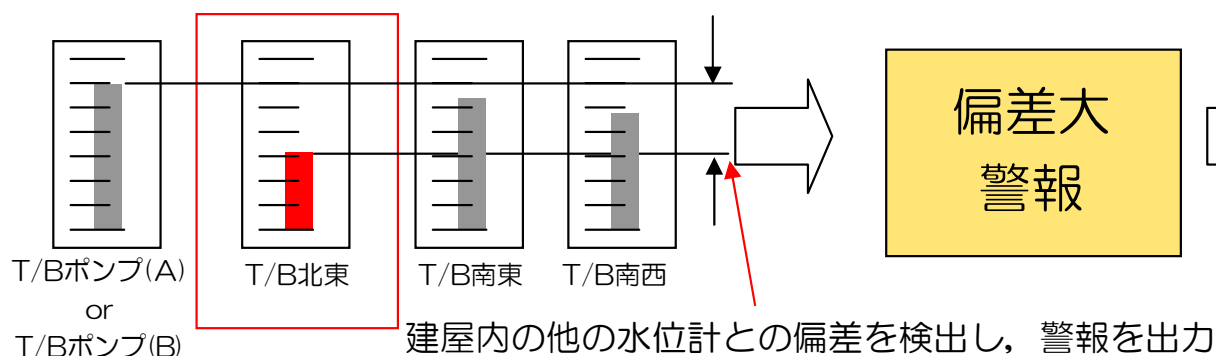 偏差大
警報
T/Bポンプ(A)
or
T/Bポンプ(B)
T/B北東
T/B南東
T/B南西
建屋内の他の水位計との偏差を検出し，警報を出力